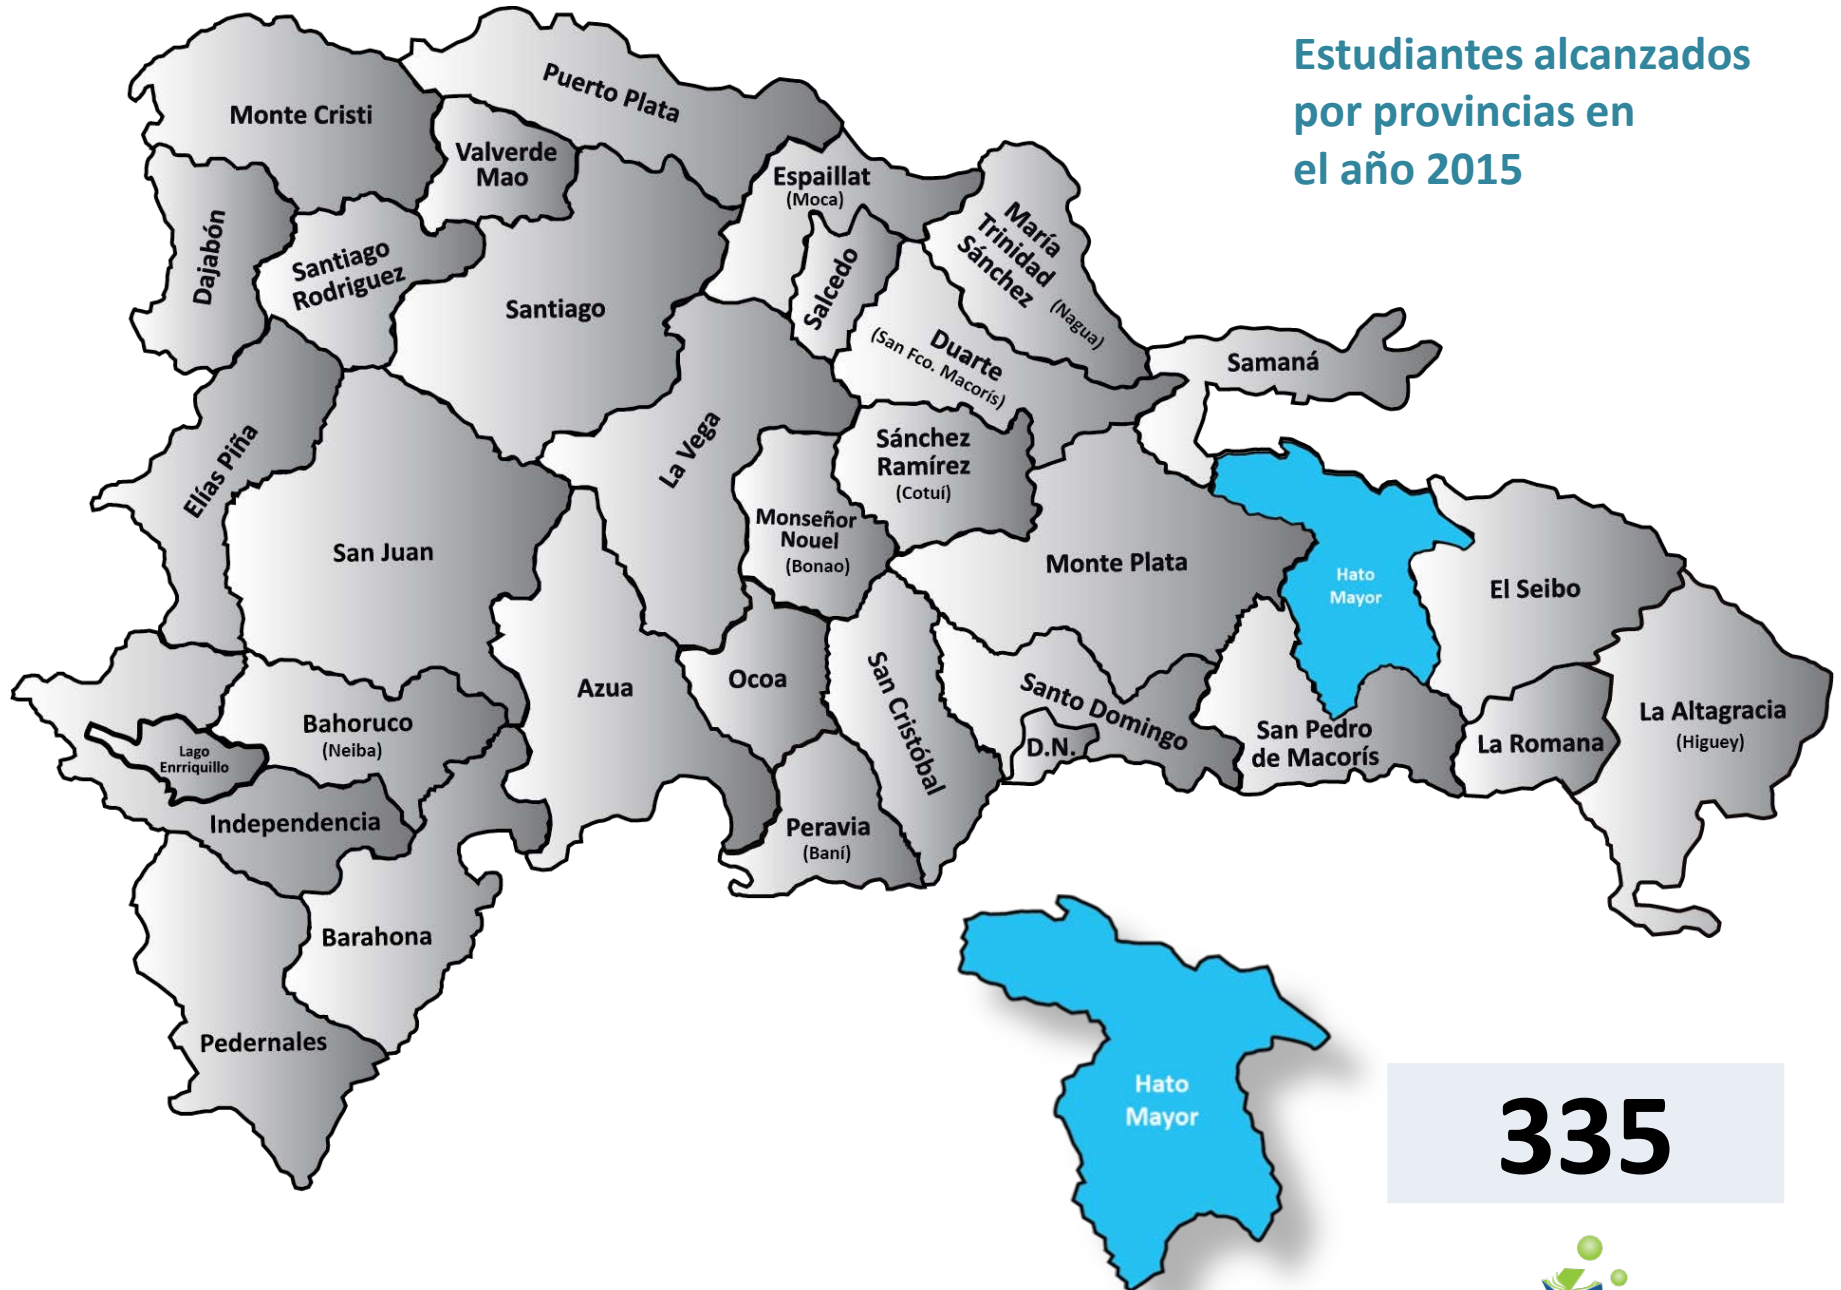 Estudiantes alcanzados
por provincias en
el año 2015
Puerto Plata
Monte Cristi
Valverde
Mao
Espaillat
(Moca)
María
Trinidad
Sánchez
(Nagua)
Dajabón
Santiago
Rodriguez
Santiago
Salcedo
Duarte
(San Fco. Macorís)
Samaná
Elías Piña
La Vega
Sánchez
Ramírez
(Cotuí)
San Juan
Monseñor
Nouel
(Bonao)
Monte Plata
Hato
Mayor
El Seibo
Azua
Ocoa
San Cristóbal
Santo Domingo
D.N.
San Pedro
de Macorís
La Romana
La Altagracia
(Higuey)
Bahoruco
(Neiba)
Lago
Enrriquillo
Independencia
Peravia
(Baní)
Barahona
Pedernales
Hato
Mayor
335